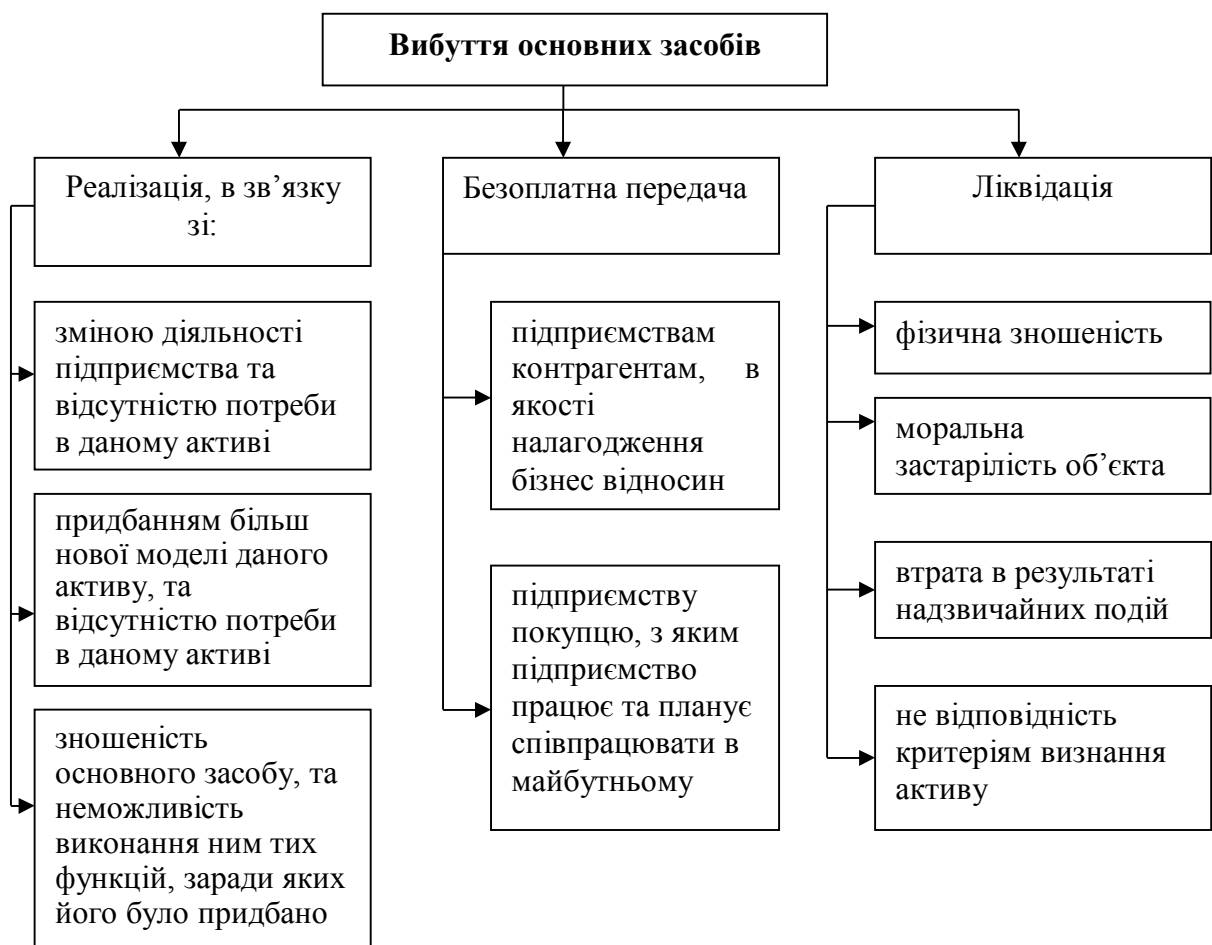 Вибуття основних засобів
Реалізація, в зв’язку
зі:
зміною діяльності
підприємства та
відсутністю потреби
в даному активі
придбанням більш
нової моделі даного
активу, та
відсутністю потреби
в даному активі
зношеність
основного засобу, та
неможливість
виконання ним тих
функцій, заради яких
його було придбано
Безоплатна передача
підприємствам
контрагентам, в
якості
налагодження
бізнес відносин
підприємству
покупцю, з яким
підприємство
працює та планує
співпрацювати в
майбутньому
Ліквідація
фізична зношеність
моральна
застарілість об’єкта
втрата в результаті
надзвичайних подій
не відповідність
критеріям визнання
активу